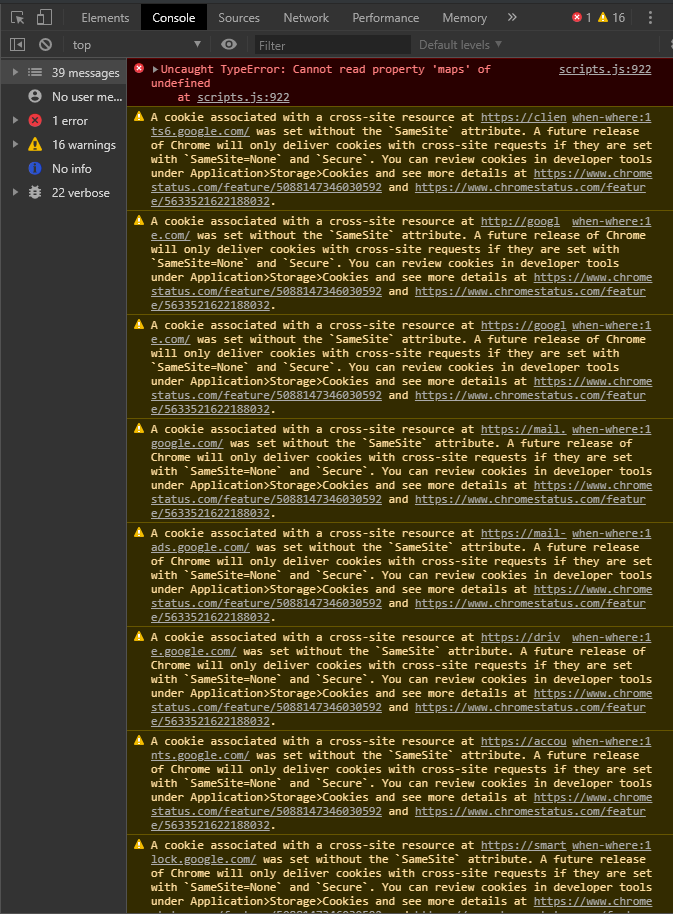 Elements Console Sources Network Performance Memory » 1 16
top Filter Default levels
39 messages
No user me...
1 error
16 warnings
No info
22 verbose
Uncaught TypeError: Cannot read property 'maps' of scripts.js:922
undefined
at scripts.js:922
A cookie associated with a cross-site resource at https://clien when-where:1
ts6.google.com/ was set without the `SameSite` attribute. A future release
of Chrome will only deliver cookies with cross-site requests if they are set
with `SameSite=None` and `Secure`. You can review cookies in developer tools
under Application>Storage>Cookies and see more details at https://www.chrome
status.com/feature/5088147346030592 and https://www.chromestatus.com/featur
e/5633521622188032.
A cookie associated with a cross-site resource at http://googl when-where:1
e.com/ was set without the `SameSite` attribute. A future release of Chrome
will only deliver cookies with cross-site requests if they are set with
`SameSite=None` and `Secure`. You can review cookies in developer tools
under Application>Storage>Cookies and see more details at https://www.chrome
status.com/feature/5088147346030592 and https://www.chromestatus.com/featur
e/5633521622188032.
A cookie associated with a cross-site resource at https://googl when-where:1
e.com/ was set without the `SameSite` attribute. A future release of Chrome
will only deliver cookies with cross-site requests if they are set with
`SameSite=None` and `Secure`. You can review cookies in developer tools
under Application>Storage>Cookies and see more details at https://www.chrome
status.com/feature/5088147346030592 and https://www.chromestatus.com/featur
e/5633521622188032.
A cookie associated with a cross-site resource at https://mail. when-where:1
google.com/ was set without the `SameSite` attribute. A future release of
Chrome will only deliver cookies with cross-site requests if they are set
with `SameSite=None` and `Secure`. You can review cookies in developer tools
under Application>Storage>Cookies and see more details at https://www.chrome
status.com/feature/5088147346030592 and https://www.chromestatus.com/featur
e/5633521622188032.
A cookie associated with a cross-site resource at https://mail- when-where:1
ads.google.com/ was set without the `SameSite` attribute. A future release
of Chrome will only deliver cookies with cross-site requests if they are set
with `SameSite=None` and `Secure`. You can review cookies in developer tools
under Application>Storage>Cookies and see more details at https://www.chrome
status.com/feature/5088147346030592 and https://www.chromestatus.com/featur
e/5633521622188032.
A cookie associated with a cross-site resource at https://driv when-where:1
e.google.com/ was set without the `SameSite` attribute. A future release of
Chrome will only deliver cookies with cross-site requests if they are set
with `SameSite=None` and `Secure`. You can review cookies in developer tools
under Application>Storage>Cookies and see more details at https://www.chrome
status.com/feature/5088147346030592 and https://www.chromestatus.com/featur
e/5633521622188032.
A cookie associated with a cross-site resource at https://accou when-where:1
nts.google.com/ was set without the `SameSite` attribute. A future release
of Chrome will only deliver cookies with cross-site requests if they are set
with `SameSite=None` and `Secure`. You can review cookies in developer tools
under Application>Storage>Cookies and see more details at https://www.chrome
status.com/feature/5088147346030592 and https://www.chromestatus.com/featur
e/5633521622188032.
A cookie associated with a cross-site resource at https://smart when-where:1
lock.google.com/ was set without the `SameSite` attribute. A future release
of Chrome will only deliver cookies with cross-site requests if they are set
with `SameSite=None` and `Secure`. You can review cookies in developer tools
under Application>Storage>Cookies and see more details at https://www.chrome